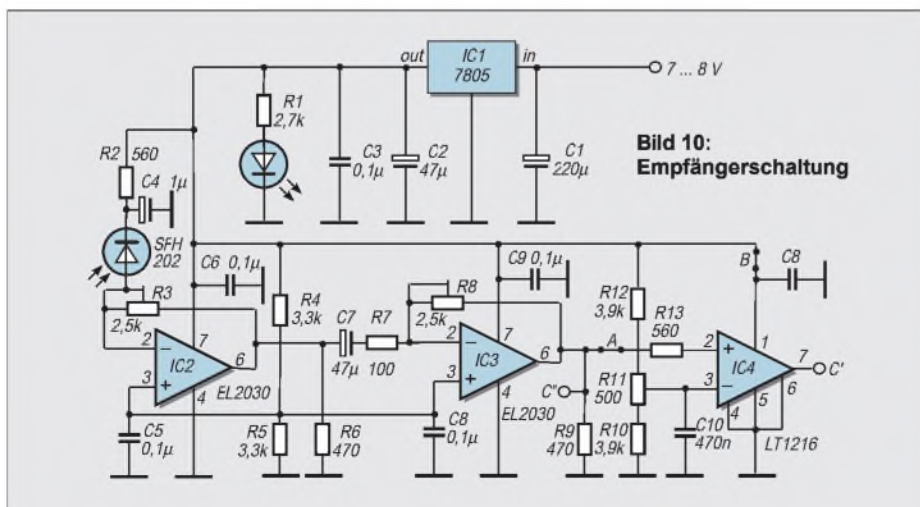 out
IC1
7805
in
7 ... 8 V
R1
2,7k
C3
0,1µ
C2
47µ
C1
220µ
Bild 10:
Empfängerschaltung
R2 560
C4 1µ
SFH
202
C6 0,1µ
R3
2,5k
2
3
7
6
4
IC2
EL2030
C5
0,1µ
R4
3,3k
R5
3,3k
R6
470
C7
47µ
R7
100
R8
2,5k
C9 0,1µ
2
3
7
6
4
IC3
EL2030
C8
0,1µ
A
C"
R9
470
R12
3,9k
R11
500
R10
3,9k
R13
560
C10
470n
B
C8
2
3
1
7
4
5
6
IC4
LT1216
C'